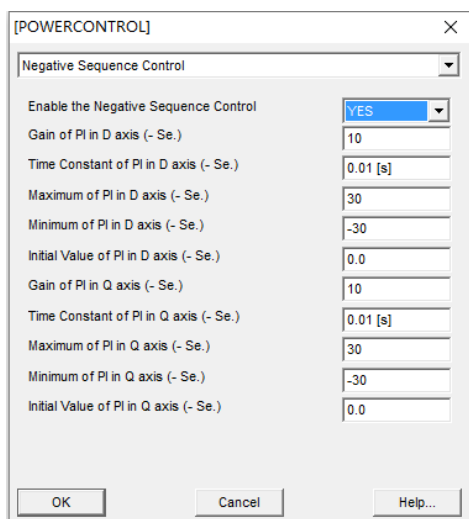 [POWERCONTROL]
Negative Sequence Control
Enable the Negative Sequence Control YES
Gain of PI in D axis (- Se.) 10
Time Constant of PI in D axis (- Se.) 0.01 [s]
Maximum of PI in D axis (- Se.) 30
Minimum of PI in D axis (- Se.) -30
Initial Value of PI in D axis (- Se.) 0.0
Gain of PI in Q axis (- Se.) 10
Time Constant of PI in Q axis (- Se.) 0.01 [s]
Maximum of PI in Q axis (- Se.) 30
Minimum of PI in Q axis (- Se.) -30
Initial Value of PI in Q axis (- Se.) 0.0
OK Cancel Help...